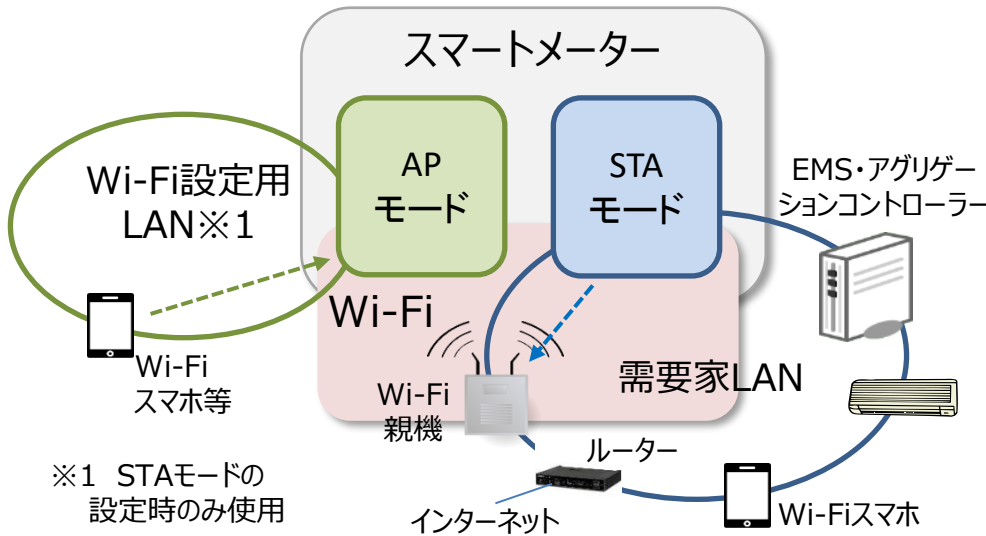 スマートメーター
AP
モード
STA
モード
Wi-Fi設定用
LAN※1
EMS・アグリゲー
ションコントローラー
Wi-Fi
Wi-Fi
スマホ等
Wi-Fi
親機
需要家LAN
ルーター
※1 STAモードの
設定時のみ使用
インターネット
Wi-Fiスマホ